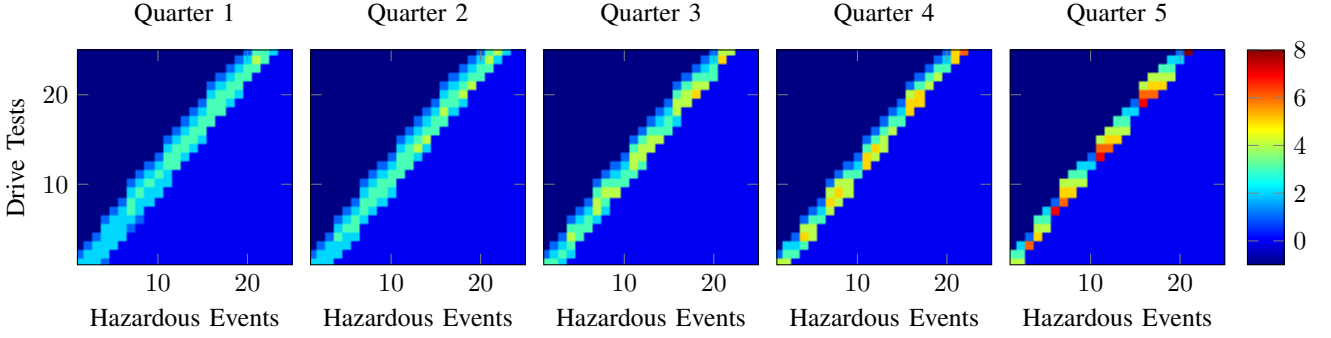 Quarter 1 Quarter 2 Quarter 3 Quarter 4 Quarter 5
Drive Tests
20
10
8
6
4
2
0
10 20 10 20 10 20 10 20 10 20
Hazardous Events Hazardous Events Hazardous Events Hazardous Events Hazardous Events